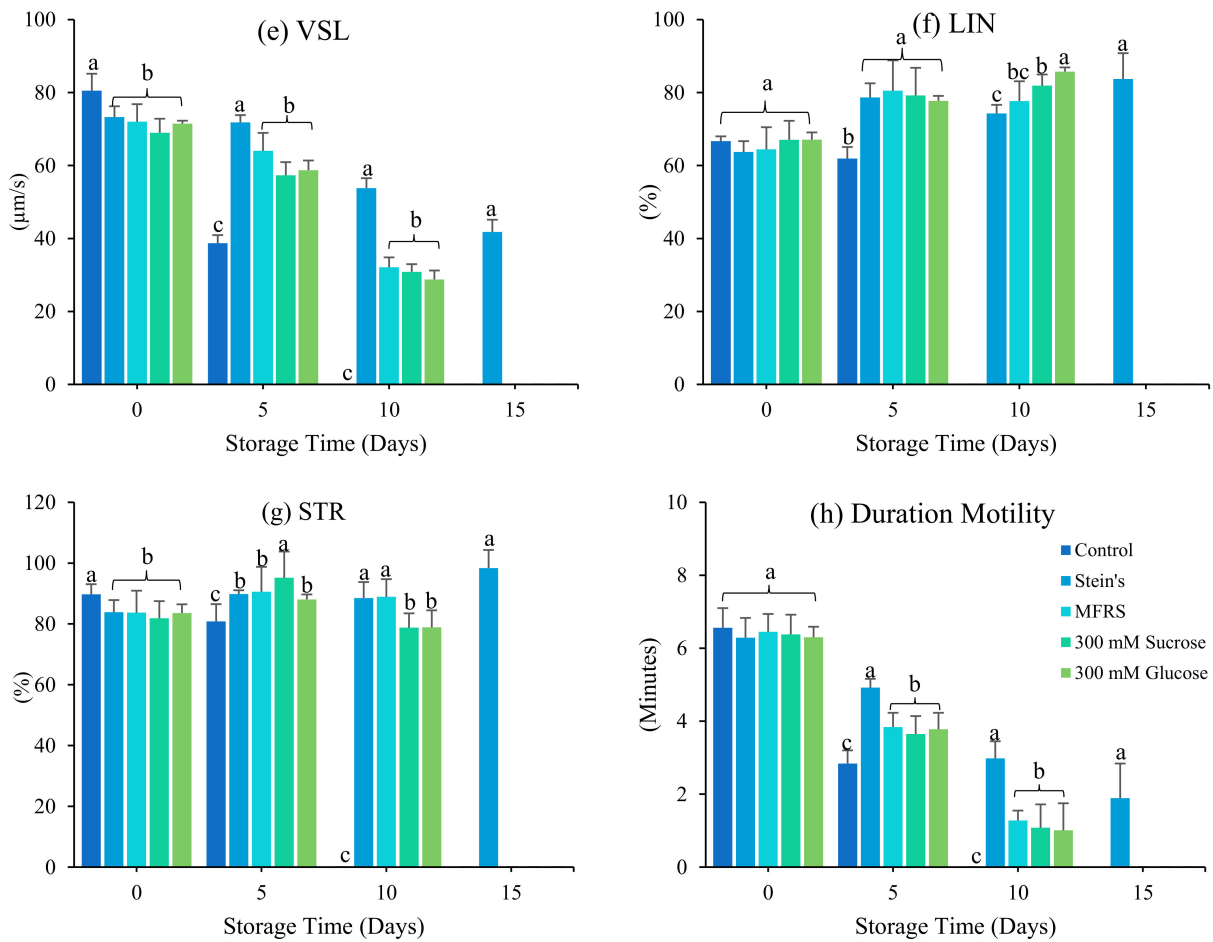 (e) VSL
100
80
60
40
20
0
(µm/s)
a
b
c
a
b
c
a
b
a
0
5
10
15
Storage Time (Days)
(f) LIN
100
80
60
40
20
0
(%)
a
b
a
c
bc
b
a
a
0
5
10
15
Storage Time (Days)
(g) STR
120
100
80
60
40
20
0
(%)
a
b
c
b
b
a
b
c
a
a
b
b
a
0
5
10
15
Storage Time (Days)
(h) Duration Motility
10
8
6
4
2
0
(Minutes)
Control
Stein's
MFRS
300 mM Sucrose
300 mM Glucose
a
c
a
b
c
a
b
a
0
5
10
15
Storage Time (Days)